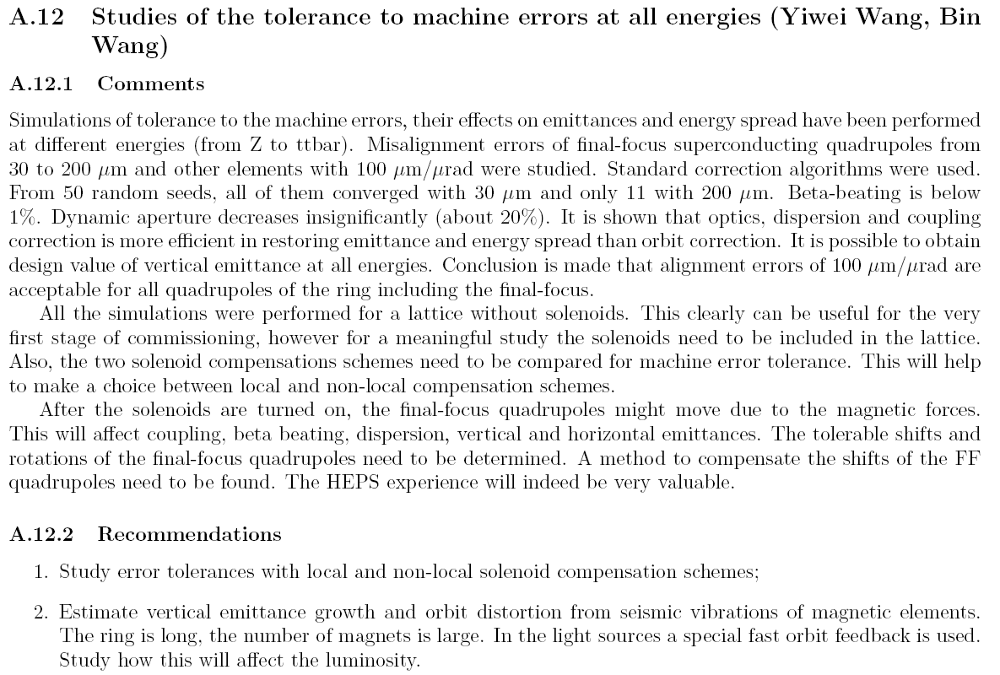 A.12 Studies of the tolerance to machine errors at all energies (Yiwei Wang, Bin
Wang)
A.12.1 Comments
Simulations of tolerance to the machine errors, their effects on emittances and energy spread have been performed
at different energies (from Z to ttbar). Misalignment errors of final-focus superconducting quadrupoles from
30 to 200 μm and other elements with 100 μm/μrad were studied. Standard correction algorithms were used.
From 50 random seeds, all of them converged with 30 μm and only 11 with 200 μm. Beta-beating is below
1%. Dynamic aperture decreases insignificantly (about 20%). It is shown that optics, dispersion and coupling
correction is more efficient in restoring emittance and energy spread than orbit correction. It is possible to obtain
design value of vertical emittance at all energies. Conclusion is made that alignment errors of 100 μm/μrad are
acceptable for all quadrupoles of the ring including the final-focus.
All the simulations were performed for a lattice without solenoids. This clearly can be useful for the very
first stage of commissioning, however for a meaningful study the solenoids need to be included in the lattice.
Also, the two solenoid compensations schemes need to be compared for machine error tolerance. This will help
to make a choice between local and non-local compensation schemes.
After the solenoids are turned on, the final-focus quadrupoles might move due to the magnetic forces.
This will affect coupling, beta beating, dispersion, vertical and horizontal emittances. The tolerable shifts and
rotations of the final-focus quadrupoles need to be determined. A method to compensate the shifts of the FF
quadrupoles need to be found. The HEPS experience will indeed be very valuable.
A.12.2 Recommendations
1. Study error tolerances with local and non-local solenoid compensation schemes;
2. Estimate vertical emittance growth and orbit distortion from seismic vibrations of magnetic elements.
The ring is long, the number of magnets is large. In the light sources a special fast orbit feedback is used.
Study how this will affect the luminosity.